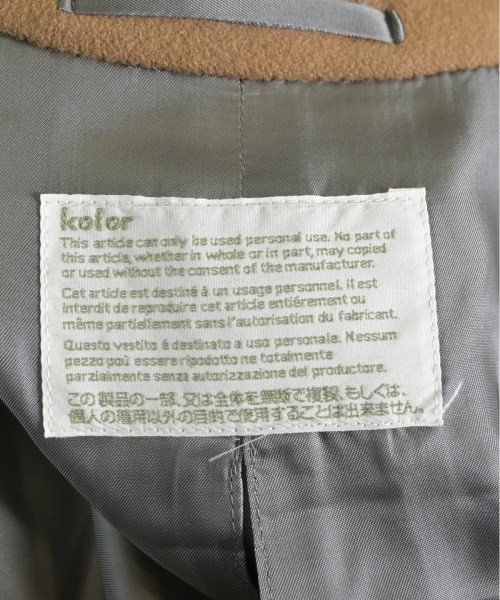 kolor
This article can only be used personal use. No part of
this article, whether in whole or in part, may copied
or used without the consent of the manufacturer.
Cet article est destiné à un usage personnel. il est
interdit de reproduire cet article entiérement ou
même partiellement sans l'autorisation du fabricant.
Questo vestito é destinato a uso personale. Nessum
pezzo può essere ripodotto ne totalmente
parzialmente senza autorizzazione del productore.
この製品の一部、又は全体を無断で複製、もしくは、
個人の着用以外の目的で使用することは出来ません。